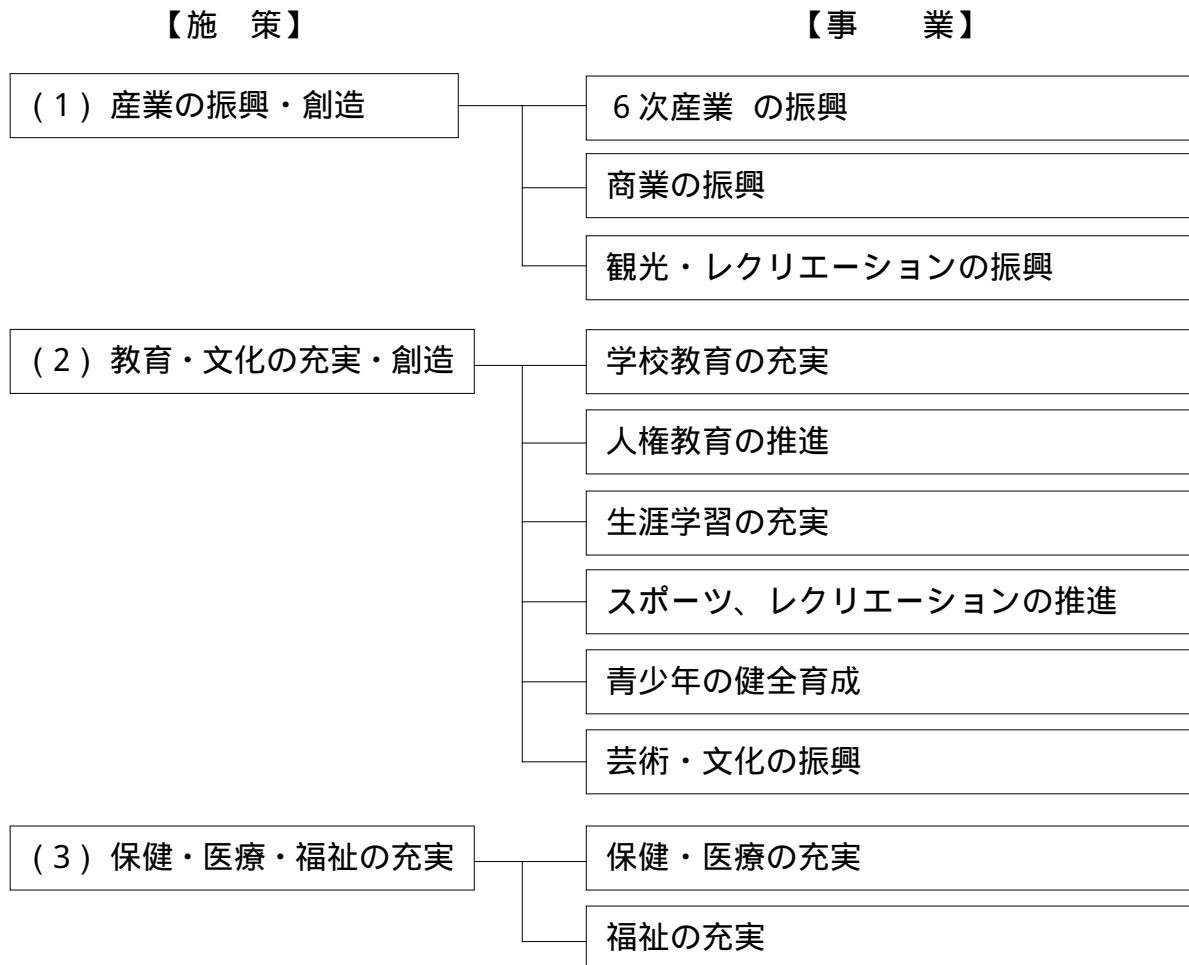 【施　策】　【事　　業】
(１) 産業の振興・創造
６次産業 の振興
商業の振興
観光・レクリエーションの振興
(２) 教育・文化の充実・創造
学校教育の充実
人権教育の推進
生涯学習の充実
スポーツ、レクリエーションの推進
青少年の健全育成
芸術・文化の振興
(３) 保健・医療・福祉の充実
保健・医療の充実
福祉の充実